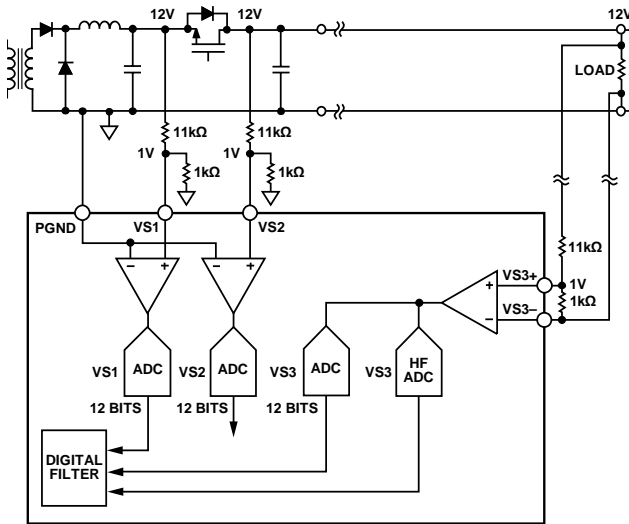 12V
12V
12V
LOAD
11kΩ
11kΩ
1V
1V
1kΩ
1kΩ
11kΩ
PGND
VS1
VS2
VS3+
1V
1kΩ
VS3–
–
+
–
+
+
–
VS1
ADC
VS2
ADC
VS3
ADC
VS3
HF
ADC
12 BITS
12 BITS
12 BITS
DIGITAL
FILTER